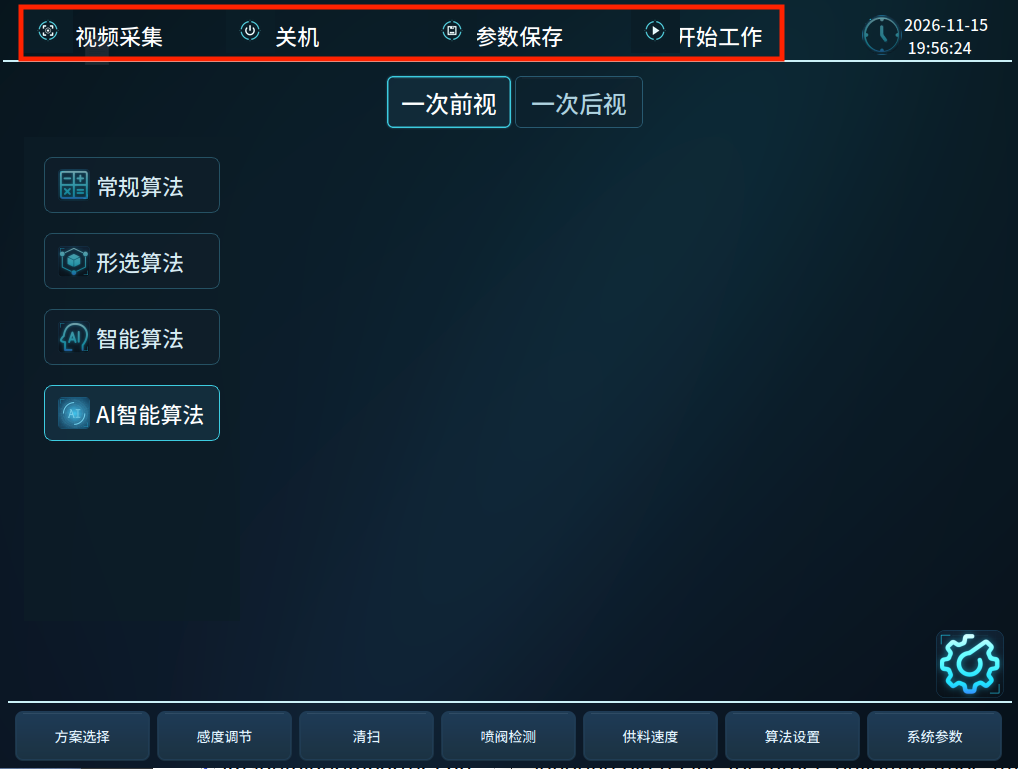 视频采集
关机
参数保存
开始工作
2026-11-15
19:56:24
一次前视
一次后视
常规算法
形选算法
AI
智能算法
AI
AI智能算法
方案选择
感度调节
清扫
喷阀检测
供料速度
算法设置
系统参数